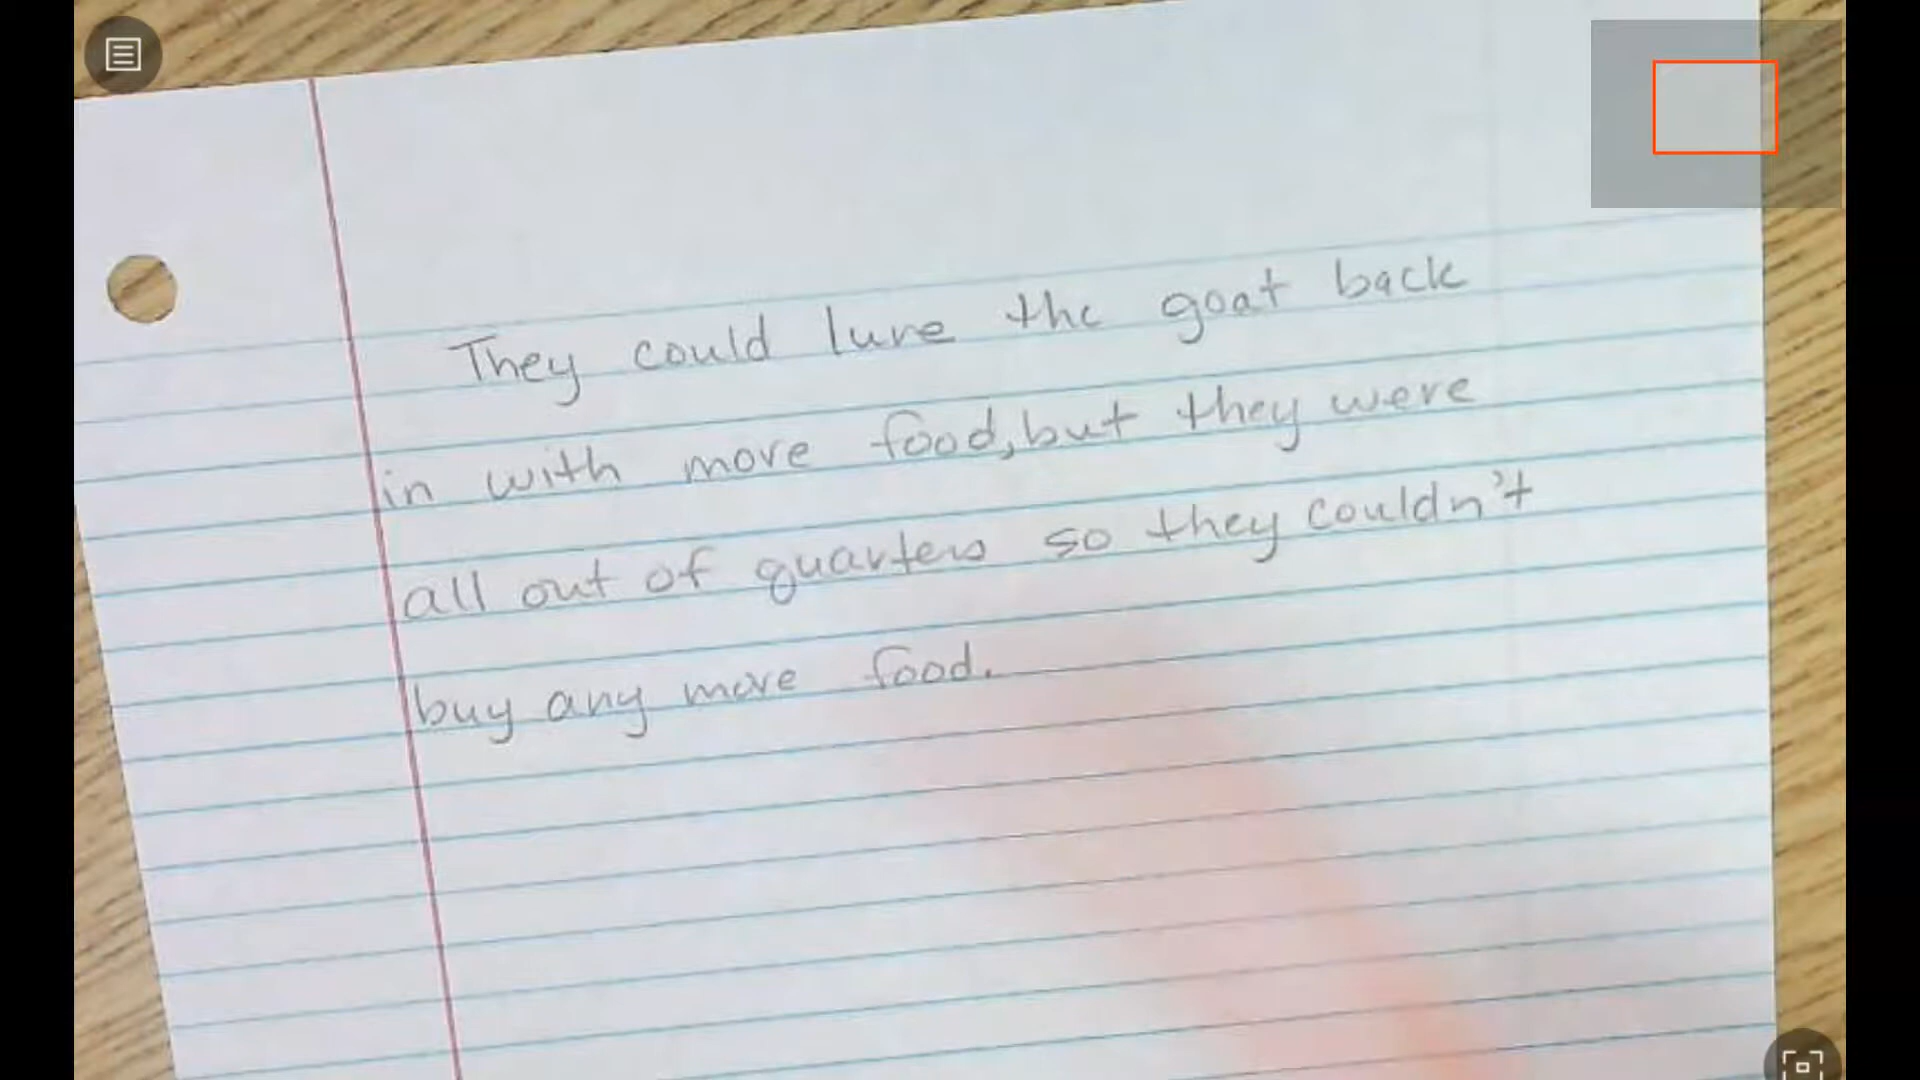 They could lure the goat back
in with more food, but they were
all out of quarters so they couldn't
buy any more food.